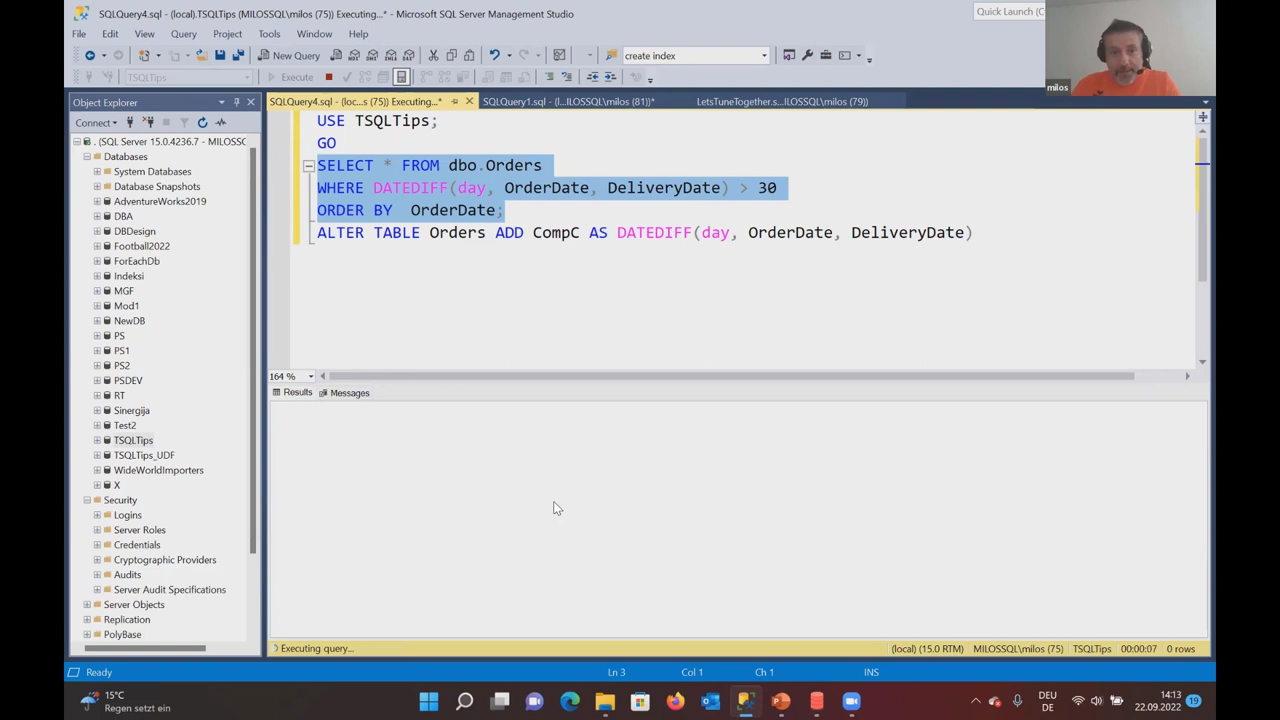 SQLQuery4.sql - (local).TSQLTips (MILOSSQL\milos (75)) Executing...* - Microsoft SQL Server Management Studio
Quick Launch (C
File Edit View Query Project Tools Window Help
New Query
create index
TSQLTips
Execute
milos
Object Explorer
SQLQuery4.sql - (loc...s (75)) Executing...*
SQLQuery1.sql - (...ILOSSQL\milos (81))*
LetsTuneTogether.s...ILOSSQL\milos (79))
Connect
. (SQL Server 15.0.4236.7 - MILOSSC
Databases
System Databases
Database Snapshots
AdventureWorks2019
DBA
DBDesign
Football2022
ForEachDb
Indeksi
MGF
Mod1
NewDB
PS
PS1
PS2
PSDEV
RT
Sinergija
Test2
TSQLTips
TSQLTips_UDF
WideWorldImporters
X
Security
Logins
Server Roles
Credentials
Cryptographic Providers
Audits
Server Audit Specifications
Server Objects
Replication
PolyBase
USE TSQLTips;
GO
SELECT * FROM dbo.Orders
WHERE DATEDIFF(day, OrderDate, DeliveryDate) > 30
ORDER BY OrderDate;
ALTER TABLE Orders ADD CompC AS DATEDIFF(day, OrderDate, DeliveryDate)
164 %
Results Messages
Executing query...
(local) (15.0 RTM) MILOSSQL\milos (75) TSQLTips 00:00:07 0 rows
Ready
Ln 3 Col 1 Ch 1 INS
15°C
Regen setzt ein
DEU
DE
14:13
22.09.2022
19